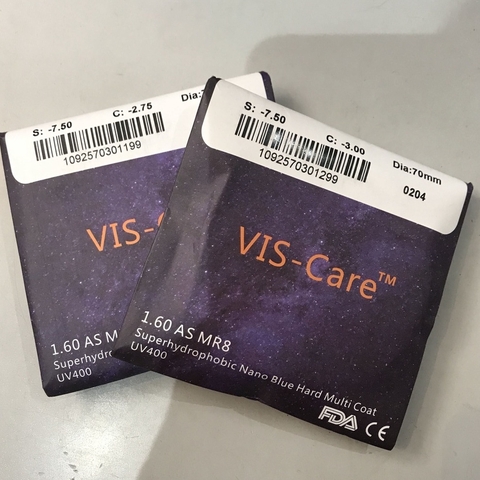 S: -7.50 C: -2.75 Dia:
1092570301199
VIS-
1.60 AS M
Superhydro
UV400
S: -7.50 C: -3.00 Dia:70mm
1092570301299
0204
VIS-Care™
1.60 AS MR8
Superhydrophobic Nano Blue Hard Multi Coat
UV400
FDA CE